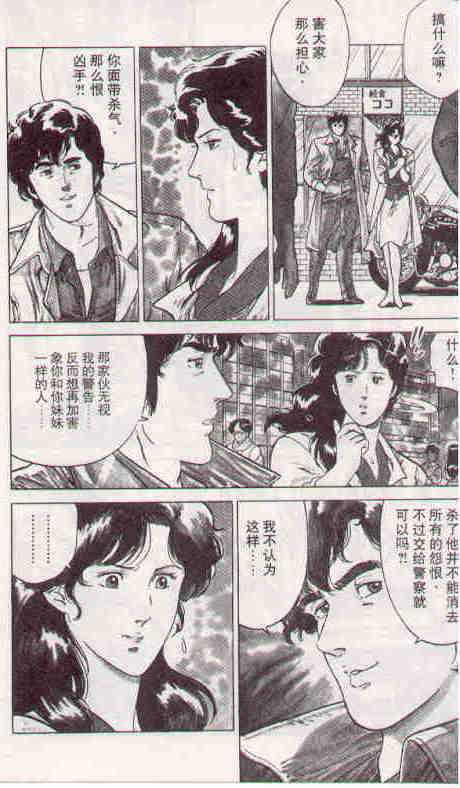 搞什么嘛?
害大家
那么担心.
軽食
ココ
你面带杀气、
那么恨
凶手?!
什么!
那家伙无视
我的警告……
反而想再加害
象你和你妹妹
一样的人……
杀了他并不能消去
所有的怨恨、
不过交给警察就
可以吗?!
我不认为
这样……
…………
…………